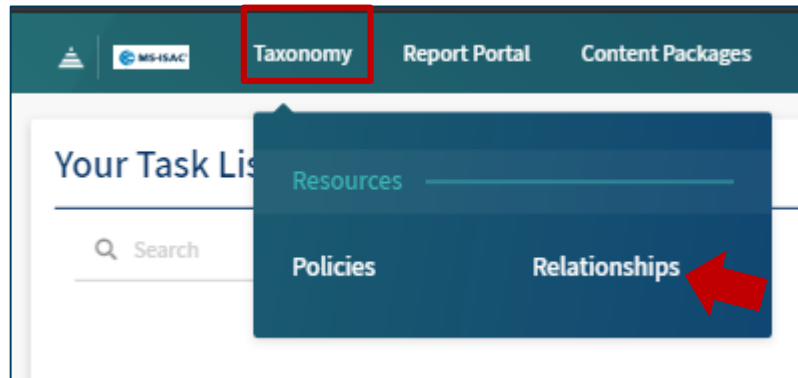 MS-ISAC Taxonomy Report Portal Content Packages
Your Task Lis
Resources
Search
Policies Relationships